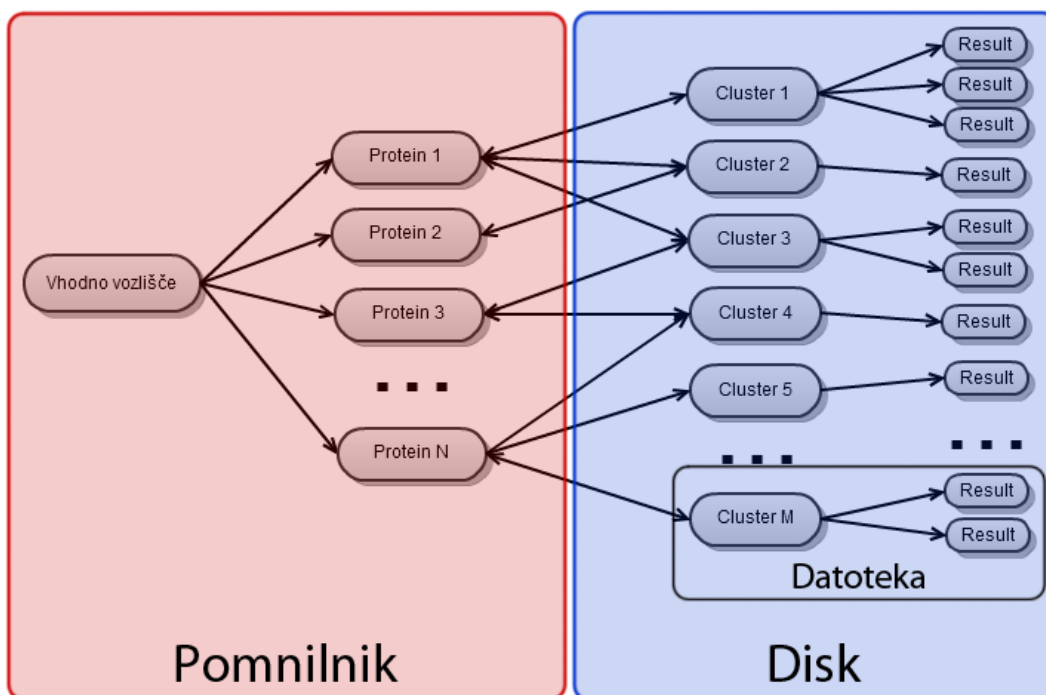 Vhodno vozlišče
Protein 1
Protein 2
Protein 3
...
Protein N
Pomnilnik
Cluster 1
Cluster 2
Cluster 3
Cluster 4
Cluster 5
...
Cluster M
Result
Result
Result
Result
Result
Result
Result
Result
...
Result
Result
Datoteka
Disk